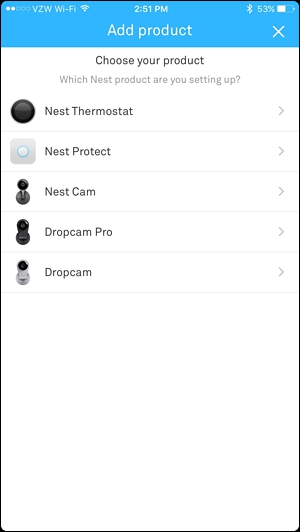 VZW Wi-Fi 2:51 PM 53%
Add product
Choose your product
Which Nest product are you setting up?
Nest Thermostat
Nest Protect
Nest Cam
Dropcam Pro
Dropcam